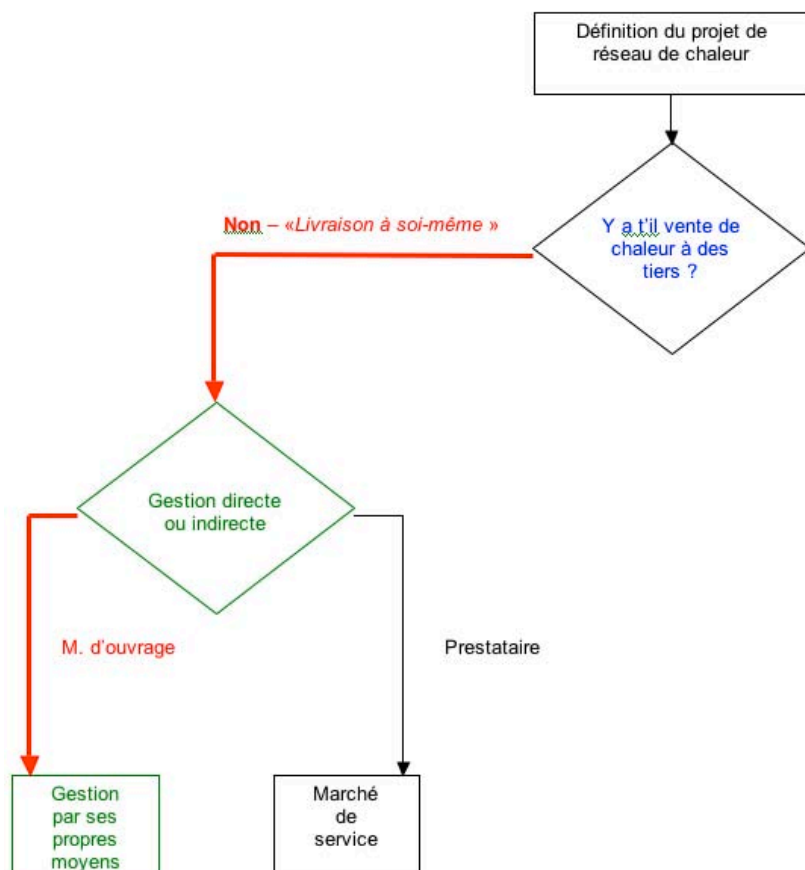 Définition du projet de
réseau de chaleur
Non – «Livraison à soi-même »
Y a t'il vente de
chaleur à des
tiers ?
Gestion directe
ou indirecte
M. d'ouvrage
Prestataire
Gestion
par ses
propres
moyens
Marché
de
service